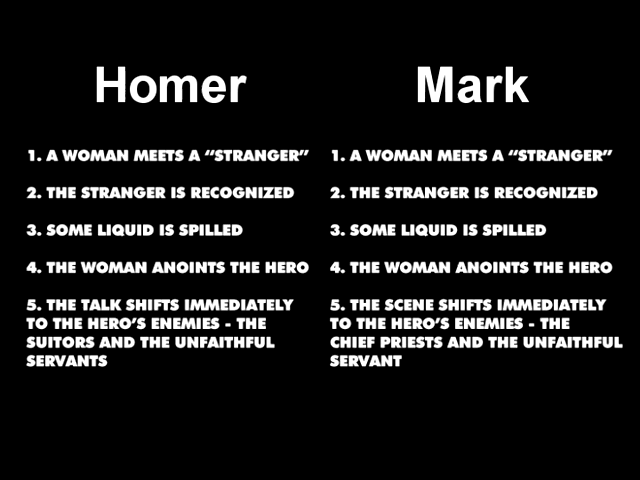 Homer
1. A WOMAN MEETS A “STRANGER”
2. THE STRANGER IS RECOGNIZED
3. SOME LIQUID IS SPILLED
4. THE WOMAN ANOINTS THE HERO
5. THE TALK SHIFTS IMMEDIATELY
TO THE HERO’S ENEMIES - THE
SUITORS AND THE UNFAITHFUL
SERVANTS
Mark
1. A WOMAN MEETS A “STRANGER”
2. THE STRANGER IS RECOGNIZED
3. SOME LIQUID IS SPILLED
4. THE WOMAN ANOINTS THE HERO
5. THE SCENE SHIFTS IMMEDIATELY
TO THE HERO’S ENEMIES - THE
CHIEF PRIESTS AND THE UNFAITHFUL
SERVANT